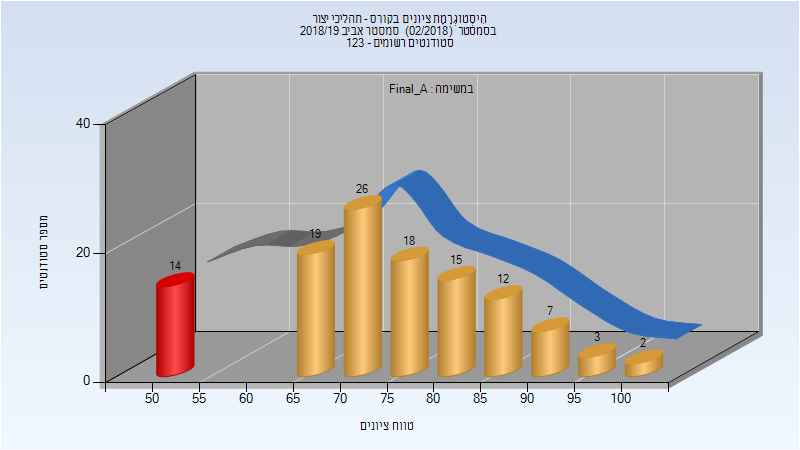 היסטוגרמת ציונים בקורס - תהליכי יצור
בסמסטר (02/2018) סמסטר אביב 2018/19
סטודנטים רשומים - 123
במשימה : Final_A
מספר סטודנטים
40
20
0
14
19
26
18
15
12
7
3
2
50 55 60 65 70 75 80 85 90 95 100
טווח ציונים